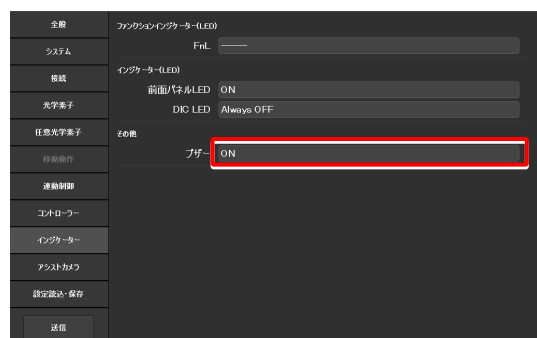 全般
システム
接続
光学素子
任意光学素子
移動動作
連動制御
コントローラー
インジケーター
アシストカメラ
設定読込・保存
送信
ファンクションインジケーター(LED)
FnL ───
インジケーター(LED)
前面パネルLED ON
DIC LED Always OFF
その他
ブザー ON